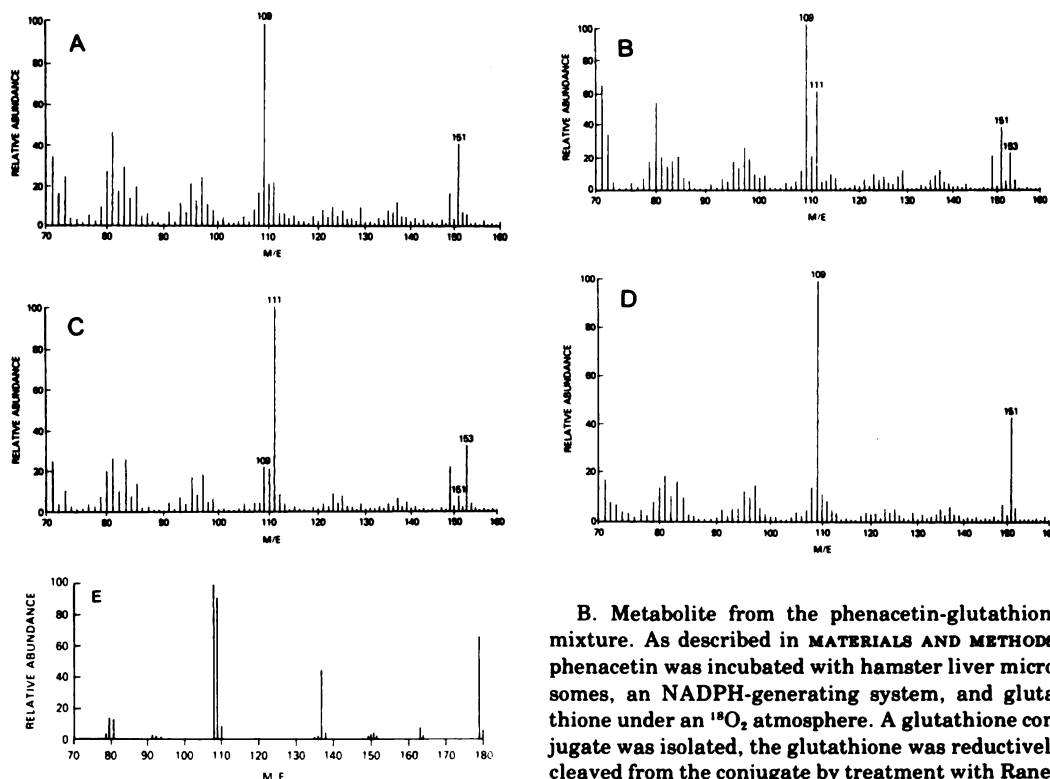 A
109
151
RELATIVE ABUNDANCE
100
80
60
40
20
0
70 80 90 100 110 120 130 140 150 160
M/E
B
109
111
151
153
RELATIVE ABUNDANCE
100
80
60
40
20
0
70 80 90 100 110 120 130 140 150 160
M/E
C
111
109
153
151
RELATIVE ABUNDANCE
100
80
60
40
20
0
70 80 90 100 110 120 130 140 150 160
M/E
D
109
151
RELATIVE ABUNDANCE
100
80
60
40
20
0
70 80 90 100 110 120 130 140 150
M/E
E
RELATIVE ABUNDANCE
100
80
60
40
20
0
70 80 90 100 110 120 130 140 150 160 170 180
M/E
B. Metabolite from the phenacetin-glutathion
mixture. As described in MATERIALS AND METHODS
phenacetin was incubated with hamster liver micro
somes, an NADPH-generating system, and gluta
thione under an ¹⁸O₂ atmosphere. A glutathione con
jugate was isolated, the glutathione was reductivel
cleaved from the conjugate by treatment with Rane